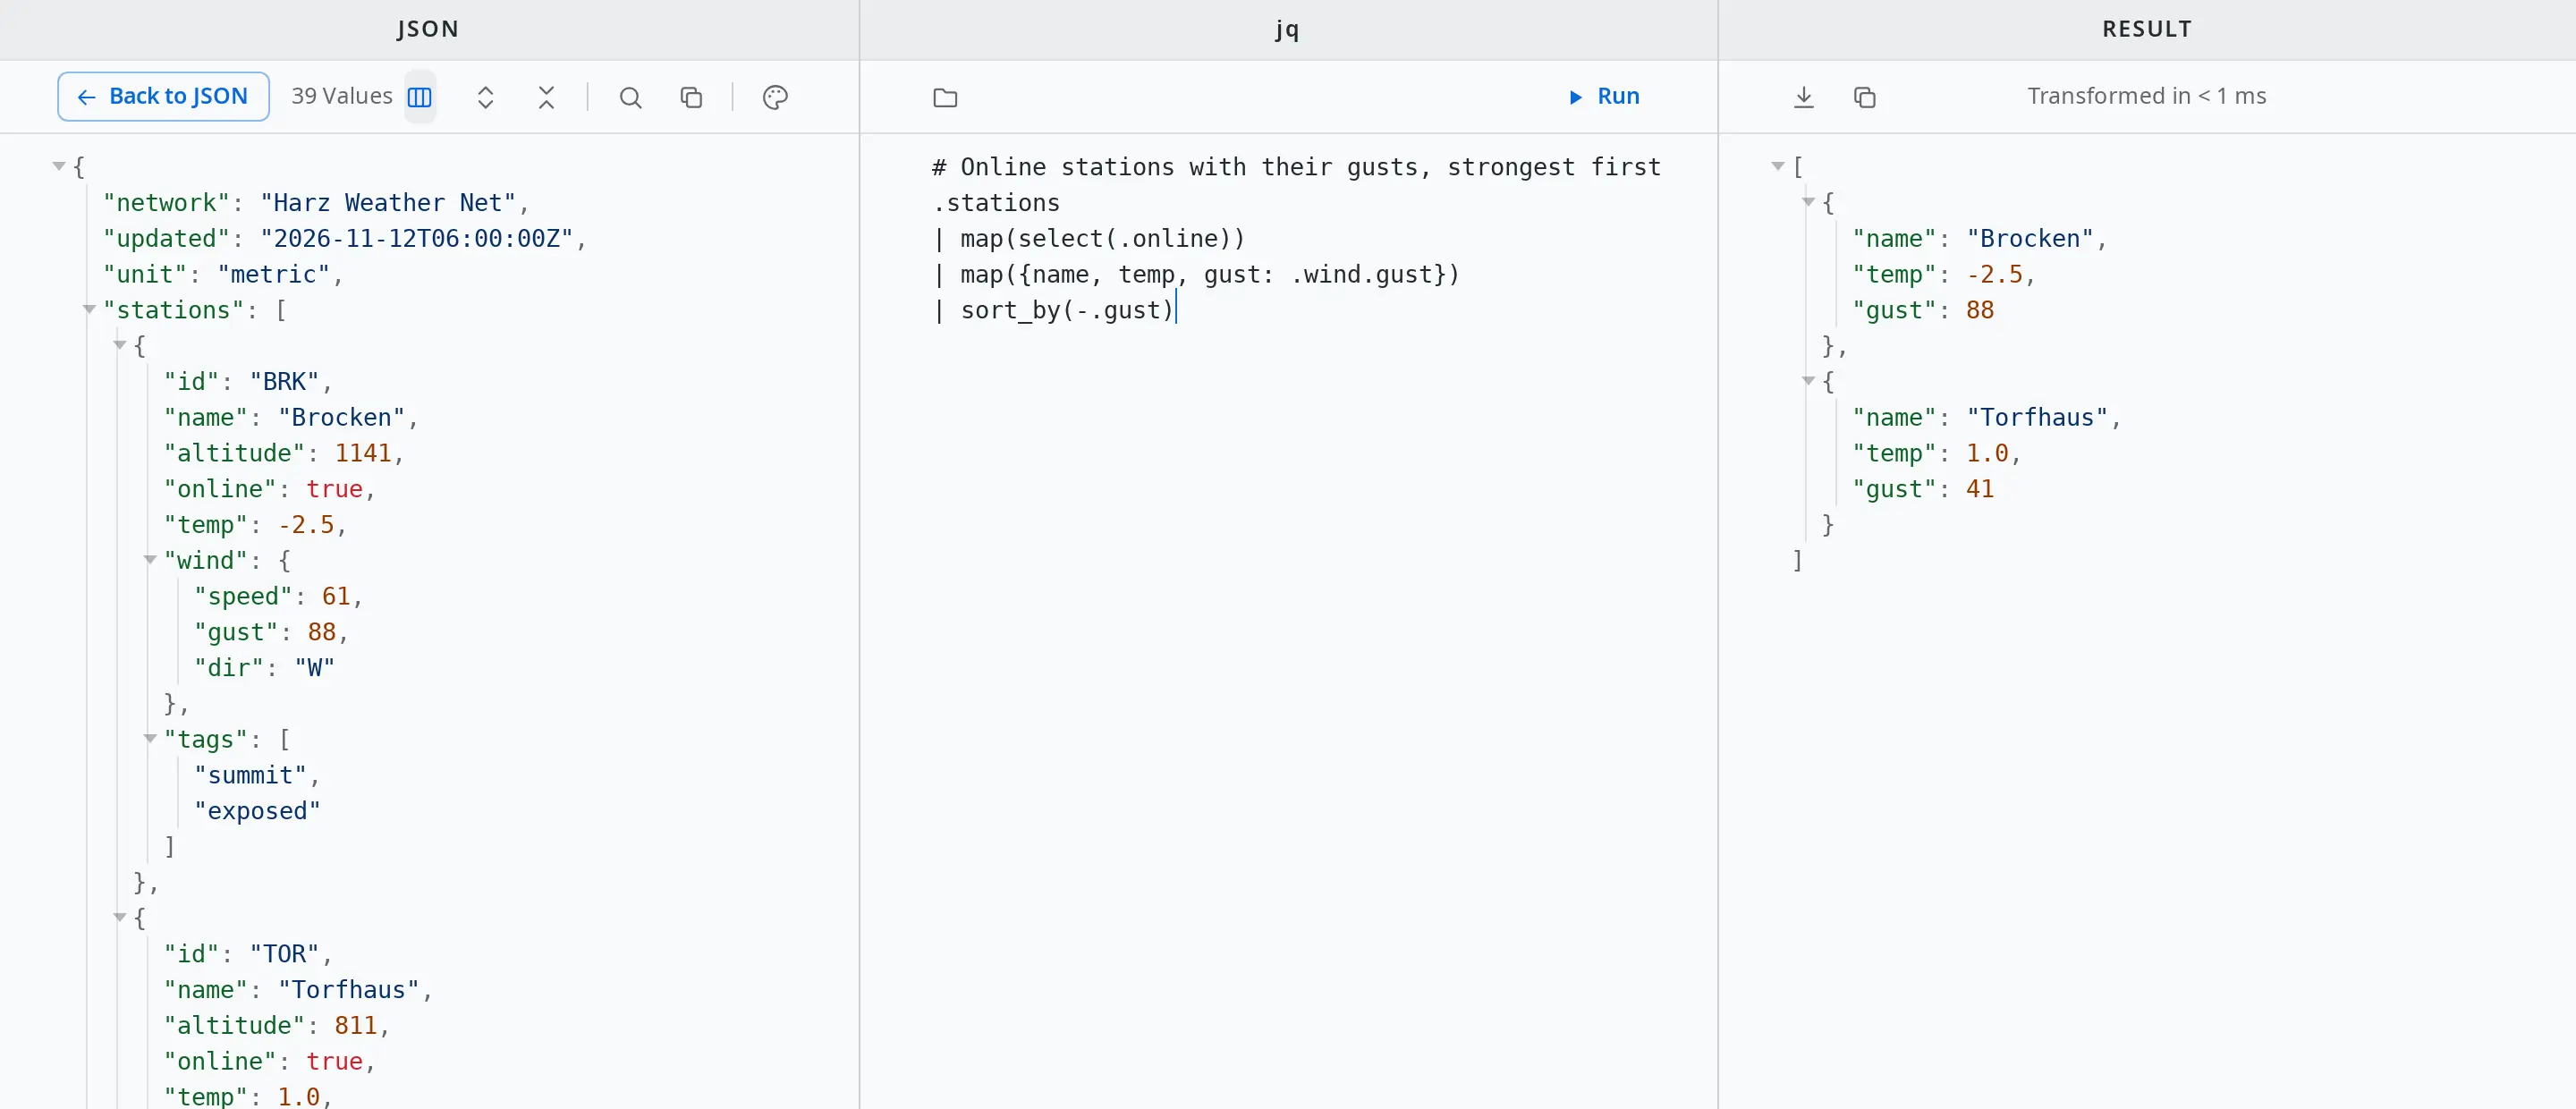 JSON
Back to JSON
39 Values
{
"network": "Harz Weather Net",
"updated": "2026-11-12T06:00:00Z",
"unit": "metric",
"stations": [
{
"id": "BRK",
"name": "Brocken",
"altitude": 1141,
"online": true,
"temp": -2.5,
"wind": {
"speed": 61,
"gust": 88,
"dir": "W"
},
"tags": [
"summit",
"exposed"
]
},
{
"id": "TOR",
"name": "Torfhaus",
"altitude": 811,
"online": true,
"temp": 1.0,
jq
Run
# Online stations with their gusts, strongest first
.stations
| map(select(.online))
| map({name, temp, gust: .wind.gust})
| sort_by(-.gust)
RESULT
Transformed in < 1 ms
[
{
"name": "Brocken",
"temp": -2.5,
"gust": 88
},
{
"name": "Torfhaus",
"temp": 1.0,
"gust": 41
}
]